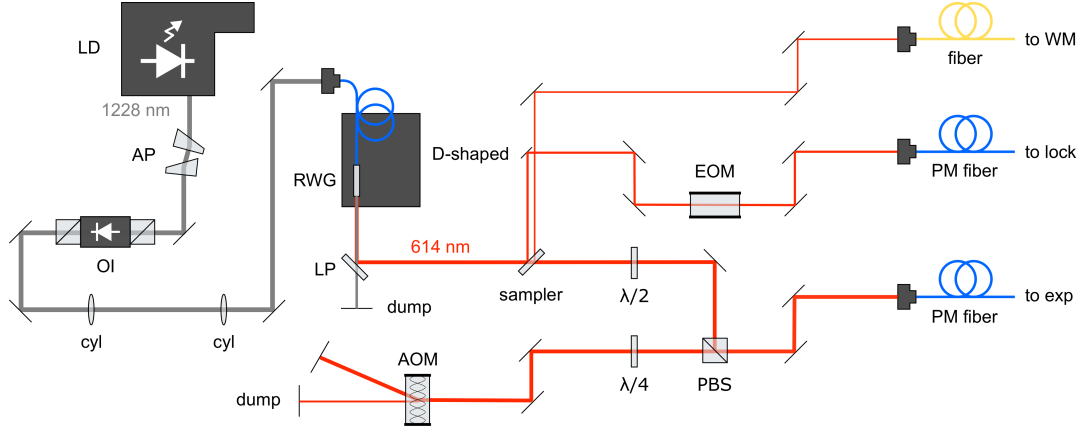 LD
1228 nm
AP
OI
cyl
cyl
RWG
D-shaped
614 nm
LP
dump
sampler
λ/2
EOM
fiber
to WM
PM fiber
to lock
PM fiber
to exp
AOM
dump
λ/4
PBS